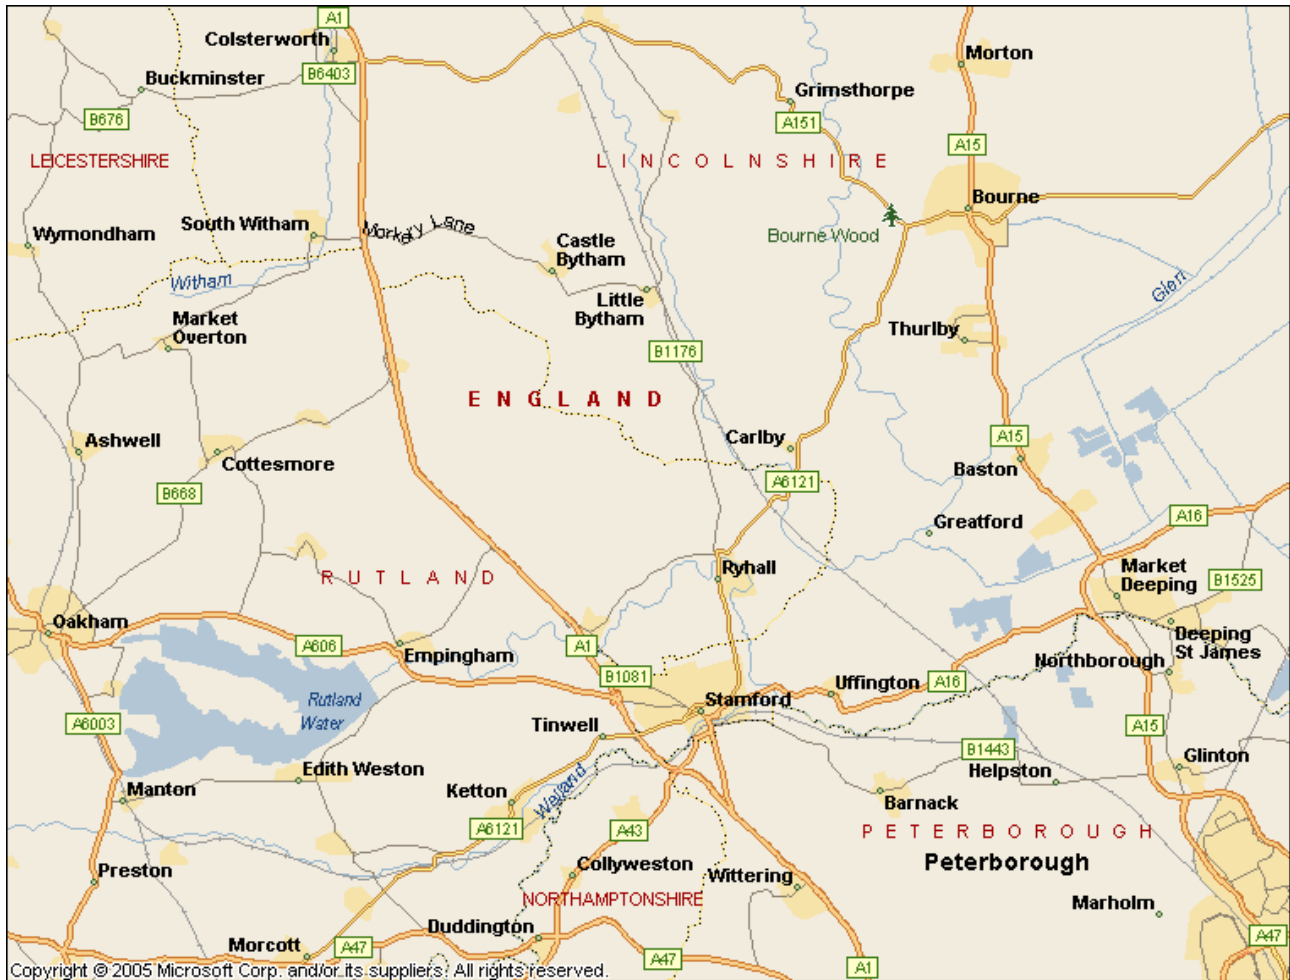 A1
Colsterworth
Morton
Buckminster
B6403
Grimsthorpe
B676
A151
A15
LEICESTERSHIRE
LINCOLNSHIRE
Bourne
South Witham
Morkery Lane
Wymondham
Bourne Wood
Castle
Bytham
Witham
Glen
Little
Bytham
Market
Overton
Thurlby
B1176
ENGLAND
Ashwell
Carlby
A15
Cottesmore
Baston
A6121
B668
A16
Greatford
Ryhall
Market
Deeping
RUTLAND
B1525
Oakham
Deeping
St James
A606
A1
Empingham
Northborough
B1081
A16
Uffington
Rutland
Water
Stamford
A6003
Tinwell
A15
B1443
Glinton
Edith Weston
Helpston
Manton
Ketton
Welland
Barnack
A6121
A43
PETERBOROUGH
Peterborough
Preston
Collyweston
Wittering
NORTHAMPTONSHIRE
Marholm
Duddington
A47
Morcott
A47
A47
A1
Copyright © 2005 Microsoft Corp. and/or its suppliers. All rights reserved.